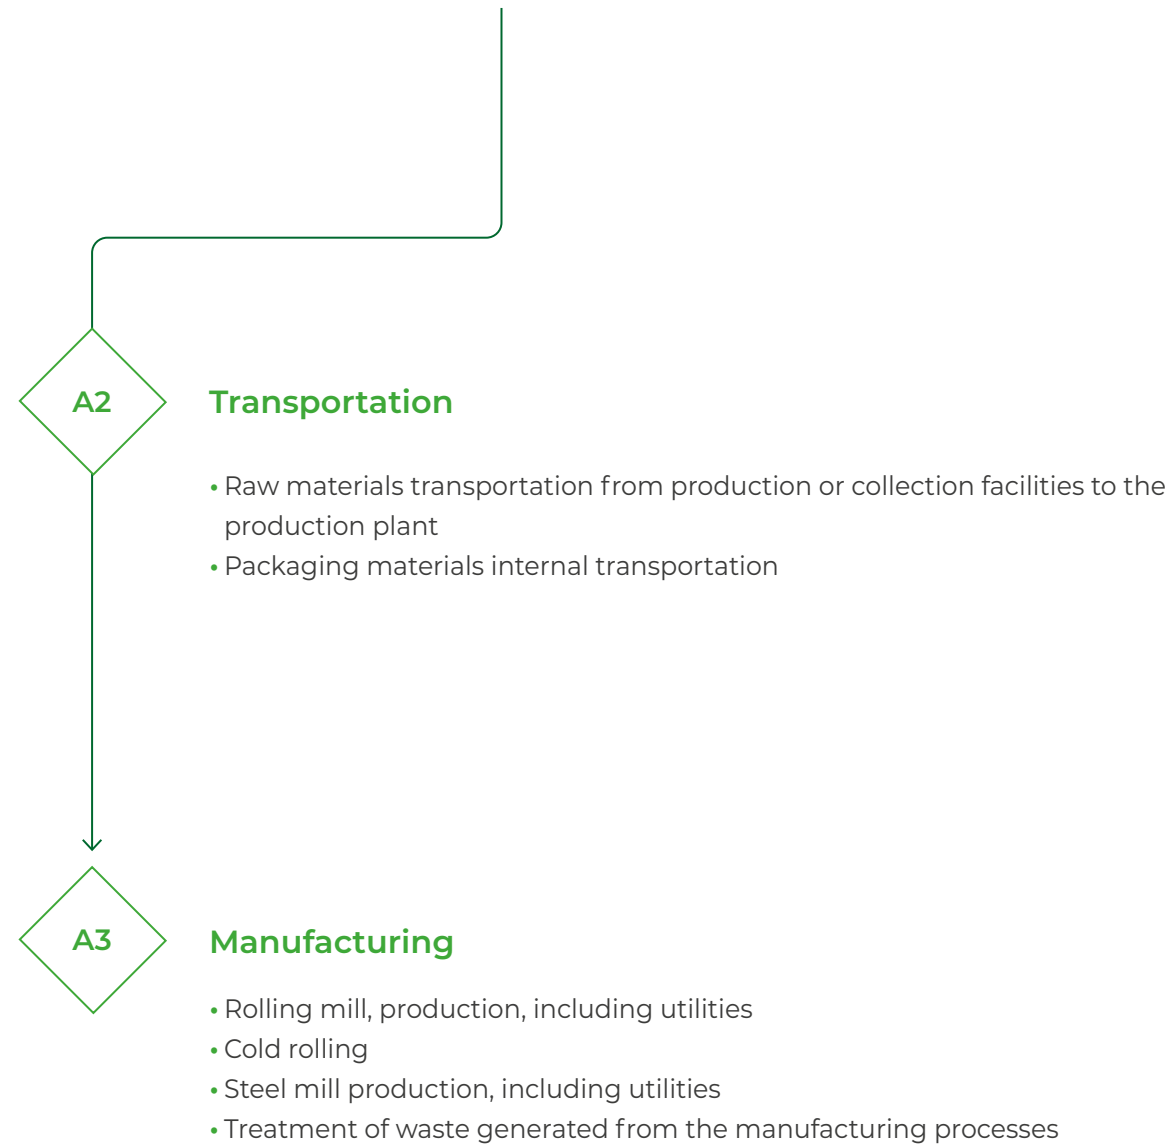 A2
Transportation
• Raw materials transportation from production or collection facilities to the
production plant
• Packaging materials internal transportation
A3
Manufacturing
• Rolling mill, production, including utilities
• Cold rolling
• Steel mill production, including utilities
• Treatment of waste generated from the manufacturing processes